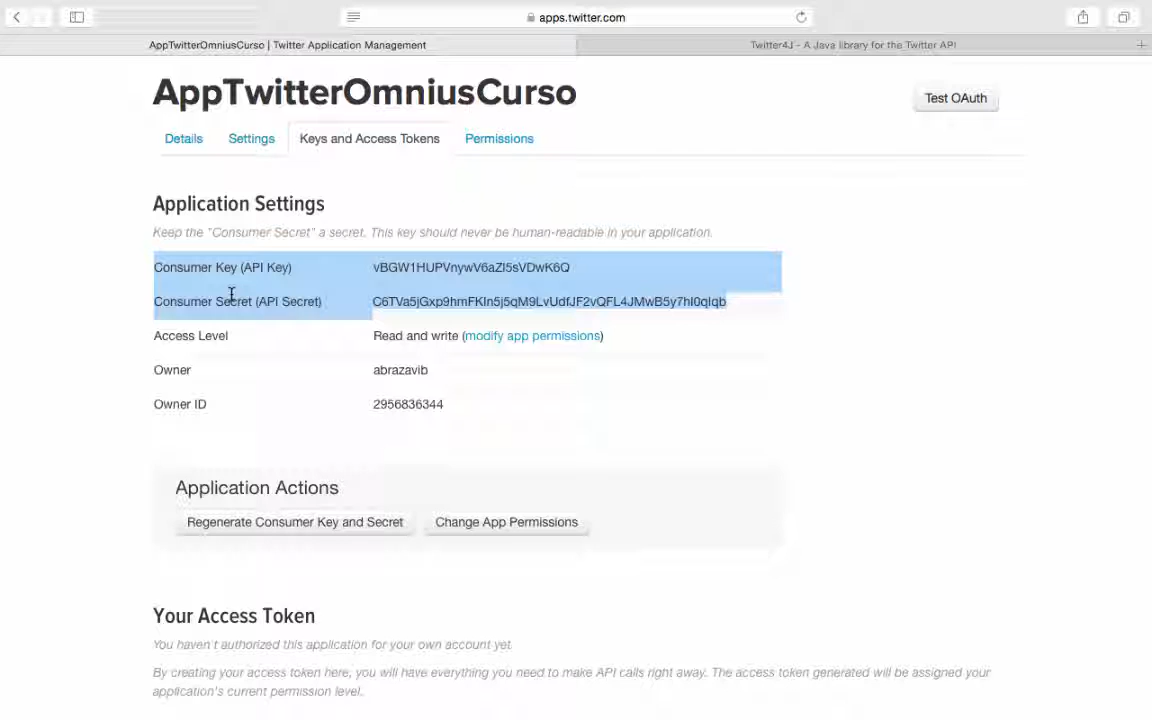 apps.twitter.com
AppTwitterOmniusCurso | Twitter Application Management
Twitter4J - A Java library for the Twitter API
AppTwitterOmniusCurso
Test OAuth
Details
Settings
Keys and Access Tokens
Permissions
Application Settings
Keep the "Consumer Secret" a secret. This key should never be human-readable in your application.
Consumer Key (API Key) vBGW1HUPVnywV6aZI5sVDwK6Q
Consumer Secret (API Secret) C6TVa5jGxp9hmFKIn5j5qM9LvUdfJF2vQFL4JMwB5y7hI0qIqb
Access Level Read and write (modify app permissions)
Owner abrazavib
Owner ID 2956836344
Application Actions
Regenerate Consumer Key and Secret
Change App Permissions
Your Access Token
You haven't authorized this application for your own account yet.
By creating your access token here, you will have everything you need to make API calls right away. The access token generated will be assigned your
application's current permission level.